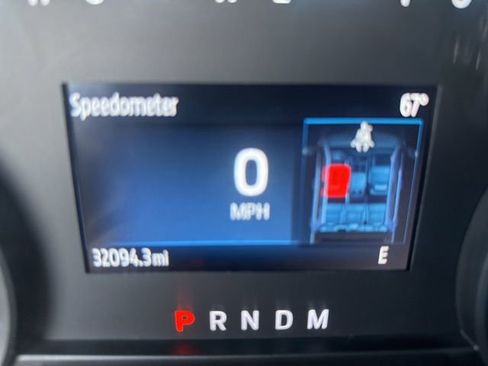 Speedometer 67°
0
MPH
32094.3mi E
P R N D M